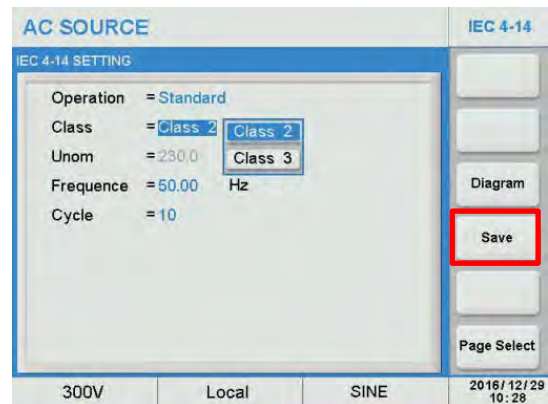 AC SOURCE
IEC 4-14
IEC 4-14 SETTING
Operation = Standard
Class = Class 2
Class 2
Class 3
Unom = 230.0
Frequence = 50.00 Hz
Cycle = 10
Diagram
Save
Page Select
300V
Local
SINE
2016/12/29
10:28